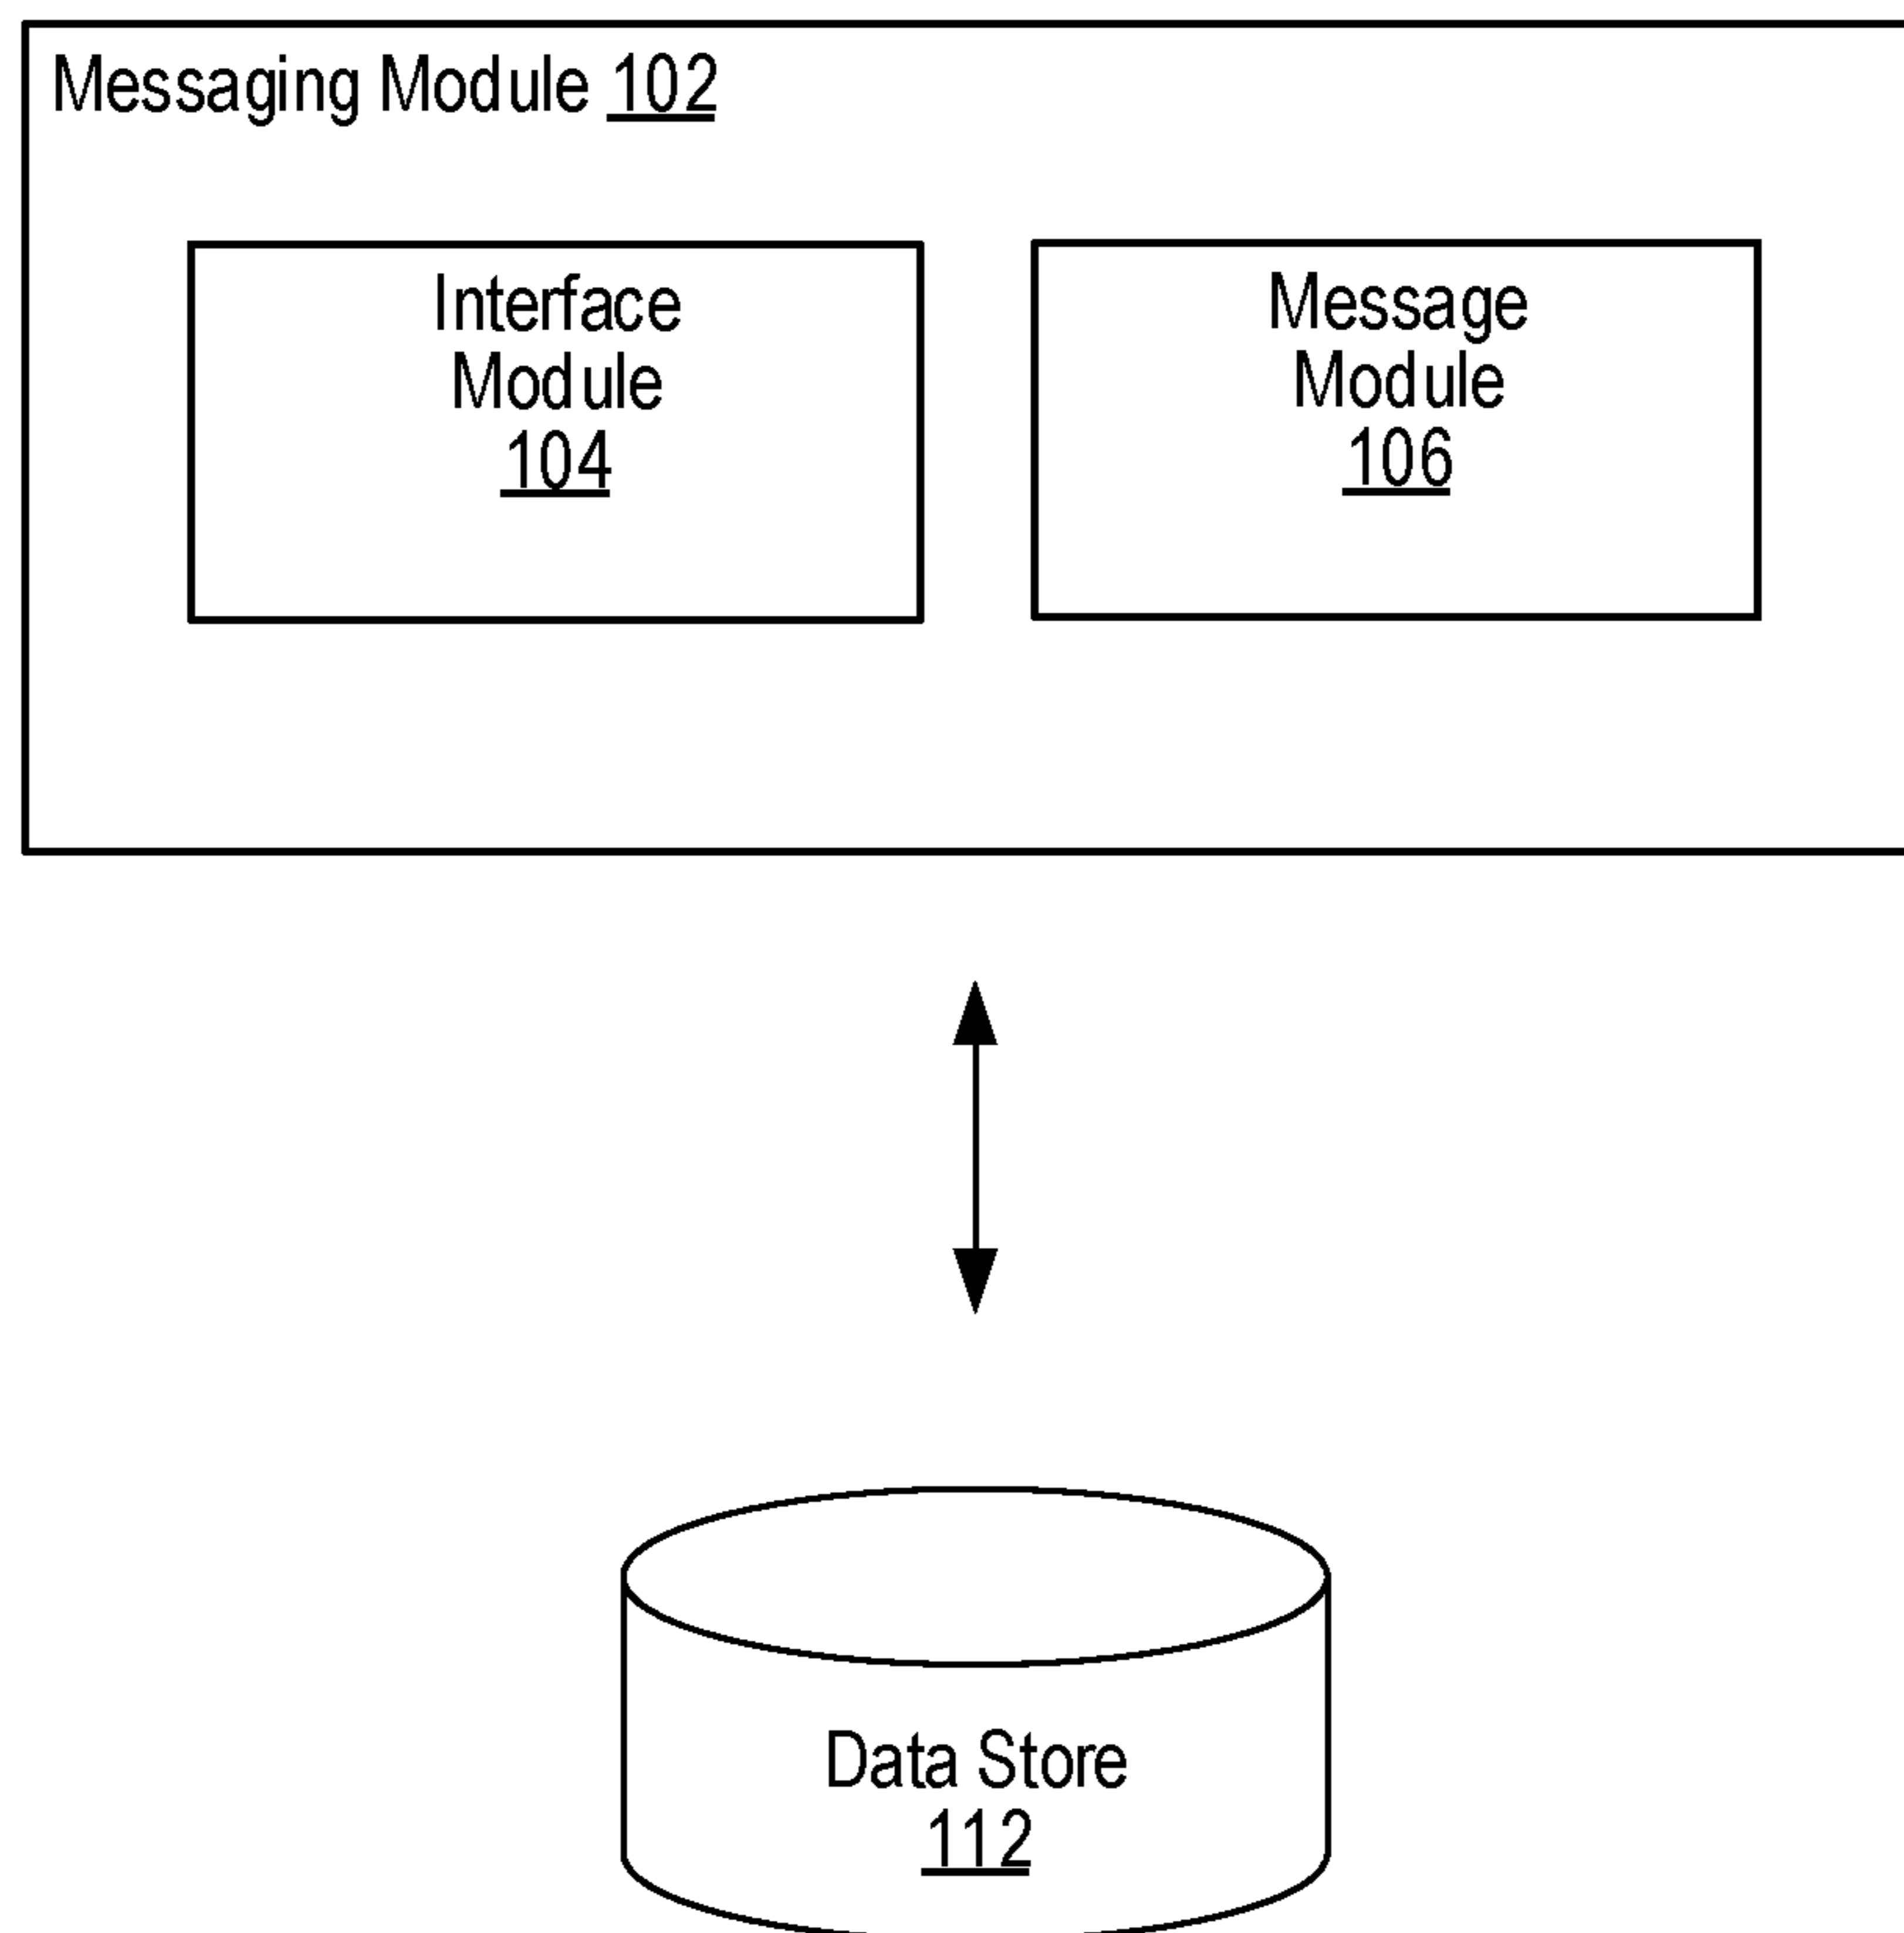 Messaging Module 102
Interface
Module
104
Message
Module
106
Data Store
112